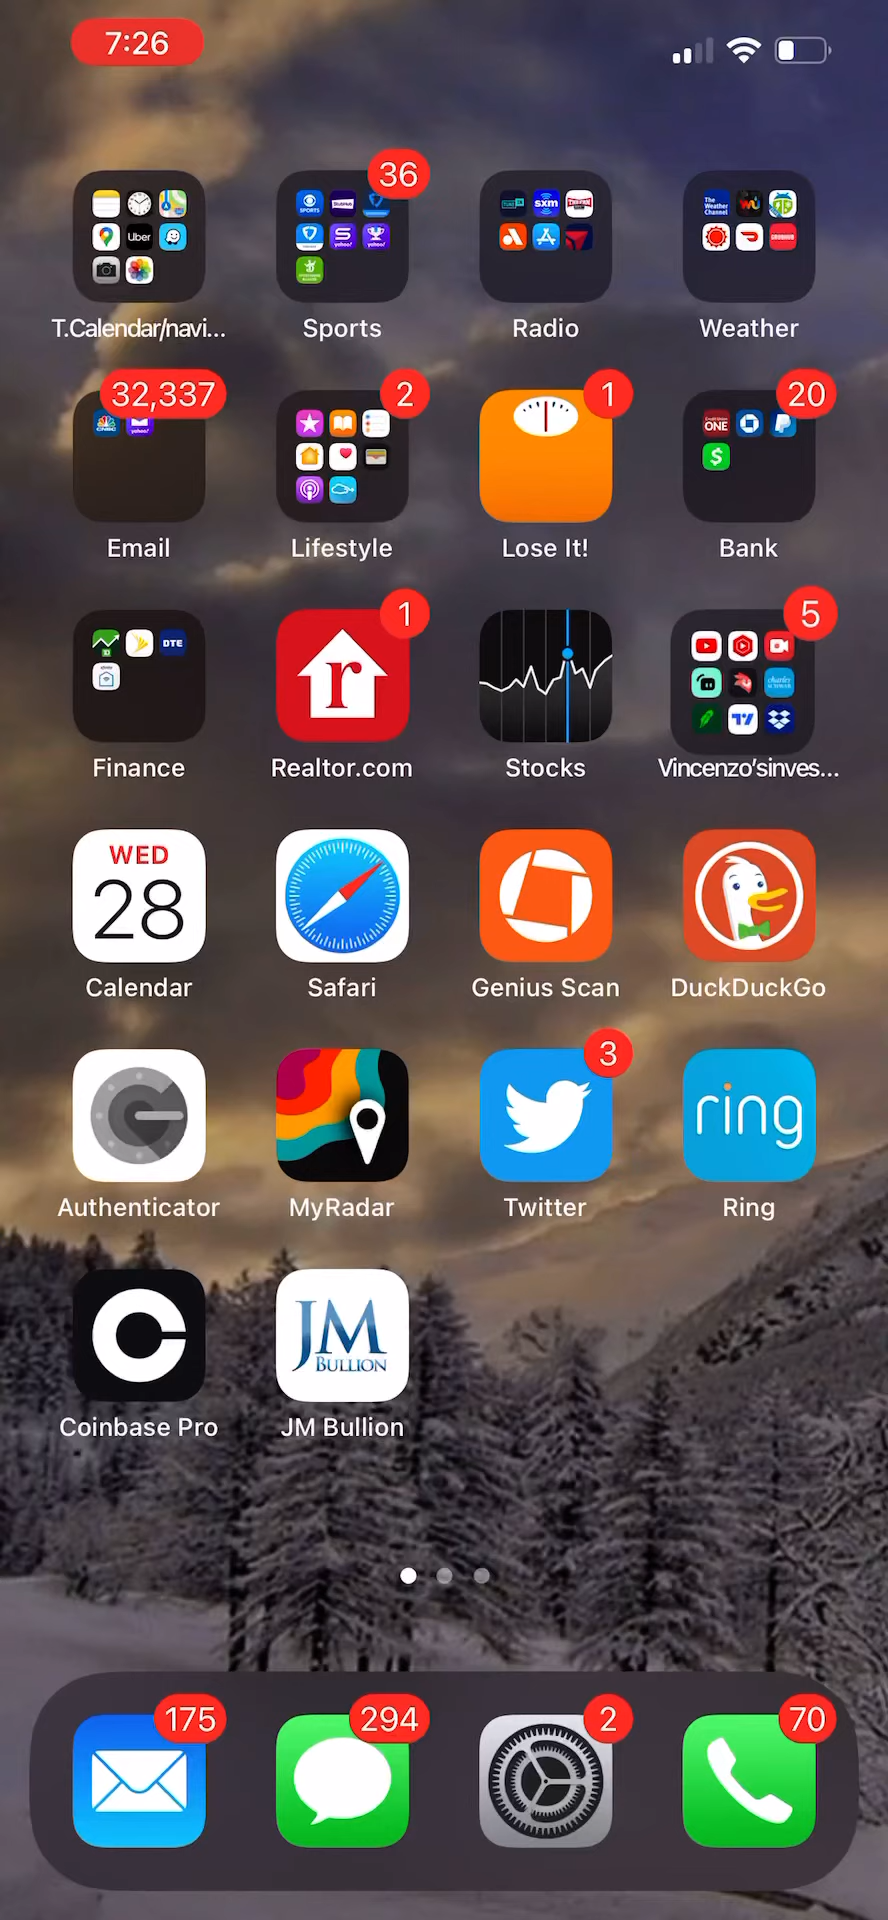 7:26
36
T.Calendar/navi...
Sports
Radio
Weather
32,337
2
1
20
Email
Lifestyle
Lose It!
Bank
1
5
Finance
Realtor.com
Stocks
Vincenzo'sinves...
WED
28
Calendar
Safari
Genius Scan
DuckDuckGo
3
ring
Authenticator
MyRadar
Twitter
Ring
JM
BULLION
Coinbase Pro
JM Bullion
175
294
2
70